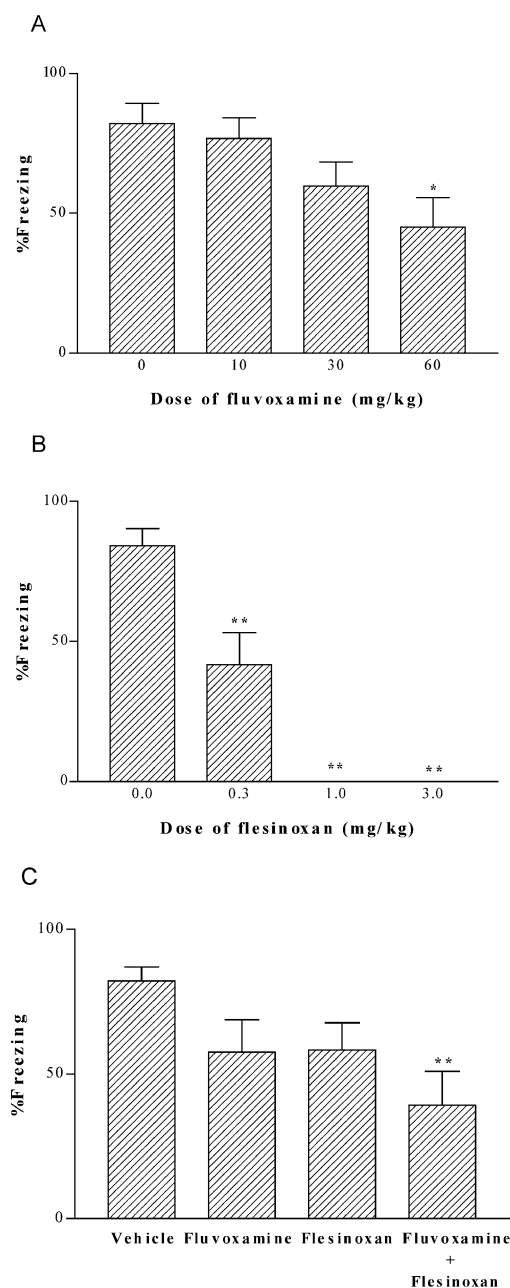 A
100
%Freezing
50
*
0
0 10 30 60
Dose of fluvoxamine (mg/kg)
B
100
%Freezing
50
**
** **
0
0.0 0.3 1.0 3.0
Dose of flesinoxan (mg/kg)
C
100
%Freezing
50
**
0
Vehicle Fluvoxamine Flesinoxan Fluvoxamine
+
Flesinoxan